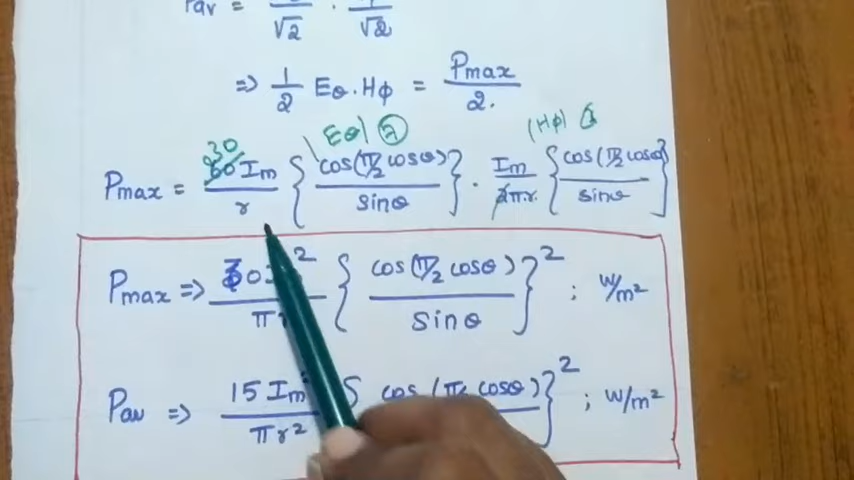 Pav = /√2 · /√2
=> 1/2 Eθ.Hφ = Pmax/2.
|Eθ| ② |Hφ|
Pmax = 30 60 Im/r { cos(π/2 cosθ)/sinθ } · Im/2πr. { cos(π/2 cosθ)/sinθ }
Pmax => 30 2/π { cos(π/2 cosθ)/sinθ }² ; W/m²
Pav => 15 Im/πr² { cos(π/2 cosθ) }² ; W/m²